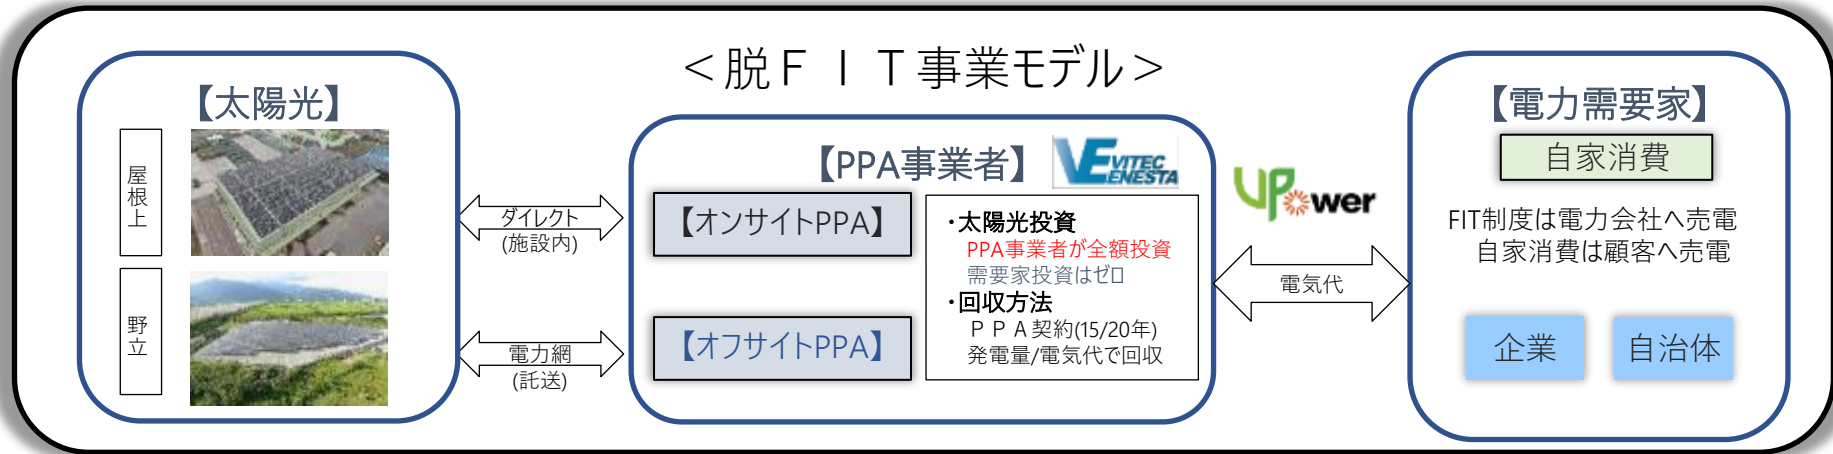 ＜脱ＦＩＴ事業モデル＞
【太陽光】
屋根上
野立
ダイレクト
(施設内)
電力網
(託送)
【PPA事業者】
VITEC
ENESTA
【オンサイトPPA】
【オフサイトPPA】
・太陽光投資
PPA事業者が全額投資
需要家投資はゼロ
・回収方法
ＰＰＡ契約(15/20年)
発電量/電気代で回収
UPower
電気代
【電力需要家】
自家消費
FIT制度は電力会社へ売電
自家消費は顧客へ売電
企業
自治体